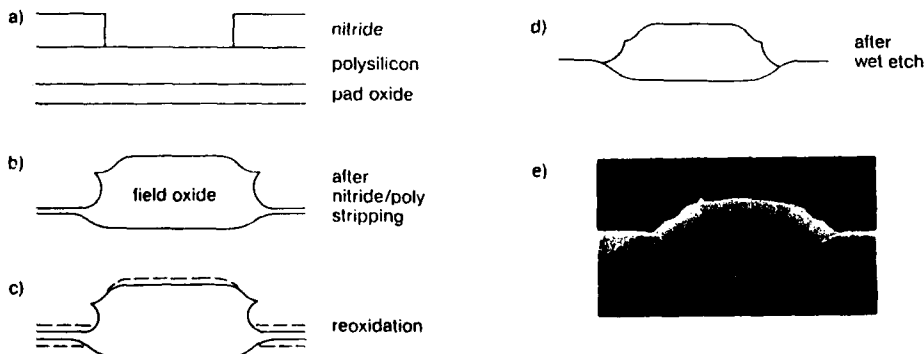 a)
nitride
polysilicon
pad oxide
b)
field oxide
after
nitride/poly
stripping
c)
reoxidation
d)
after
wet etch
e)